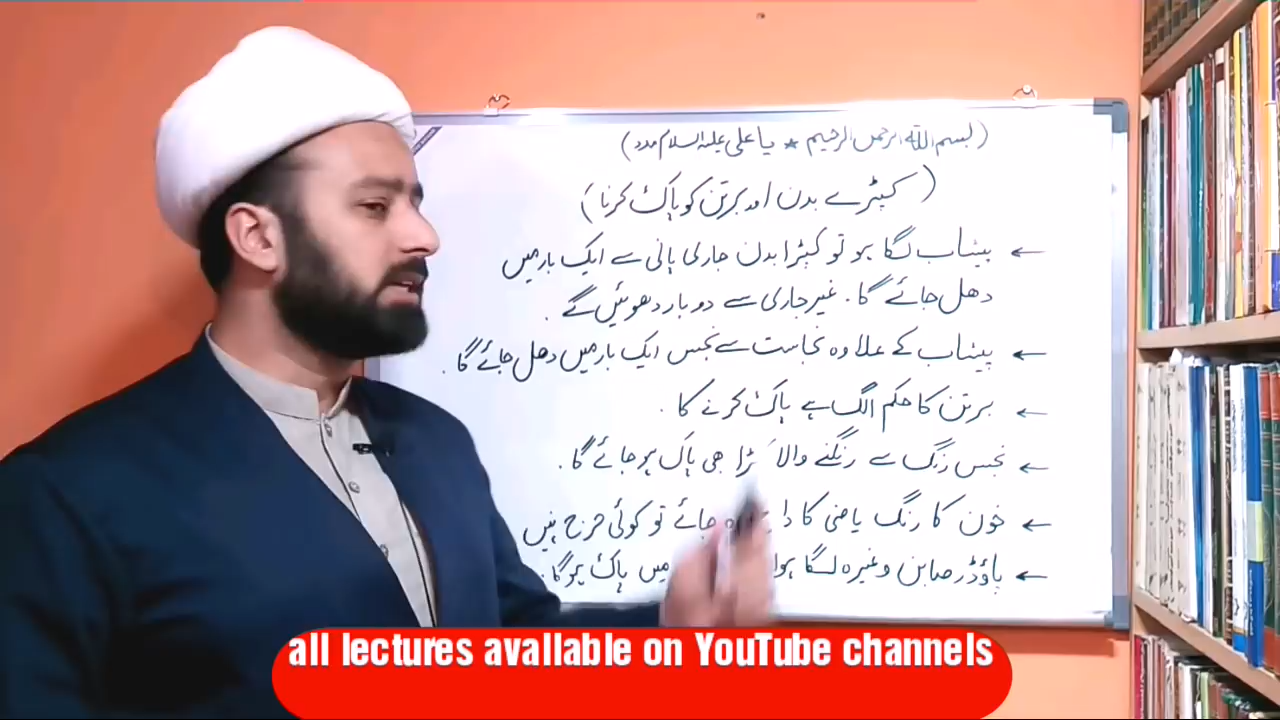 (بسم اللہ الرحمن الرحیم ★ یا علی علیہ السلام مدد)
(کپڑے بدن اور برتن کو پاک کرنا)
← پیشاب لگا ہو تو کپڑا بدن جاری پانی سے ایک بار میں
دھل جائے گا۔ غیر جاری سے دو بار دھوئیں گے۔
← پیشاب کے علاوہ نجاست سے نجس ایک بار میں دھل جائے گا۔
← برتن کا حکم الگ ہے پاک کرنے کا۔
← نجس رنگ سے رنگنے والا پاک ہو جائے گا۔
← خون کا رنگ یا منی کا جائے تو کوئی حرج نہیں
← پاؤڈر صابن وغیرہ لگا ہوا میں پاک ہوگا۔
all lectures available on YouTube channels